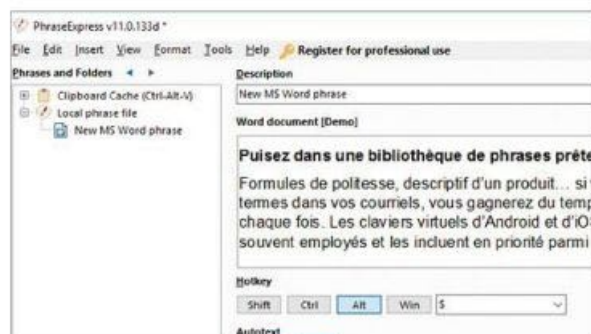 PhraseExpress v11.0.133d *
File Edit Insert View Format Tools Help Register for professional use
Phrases and Folders
Clipboard Cache (Ctrl-Alt-V)
Local phrase file
New MS Word phrase
Description
New MS Word phrase
Word document [Demo]
Puisez dans une bibliothèque de phrases prête
Formules de politesse, descriptif d'un produit... si
termes dans vos courriels, vous gagnerez du temp
chaque fois. Les claviers virtuels d'Android et d'iO
souvent employés et les incluent en priorité parmi
Hotkey
Shift Ctrl Alt Win $
Autotext